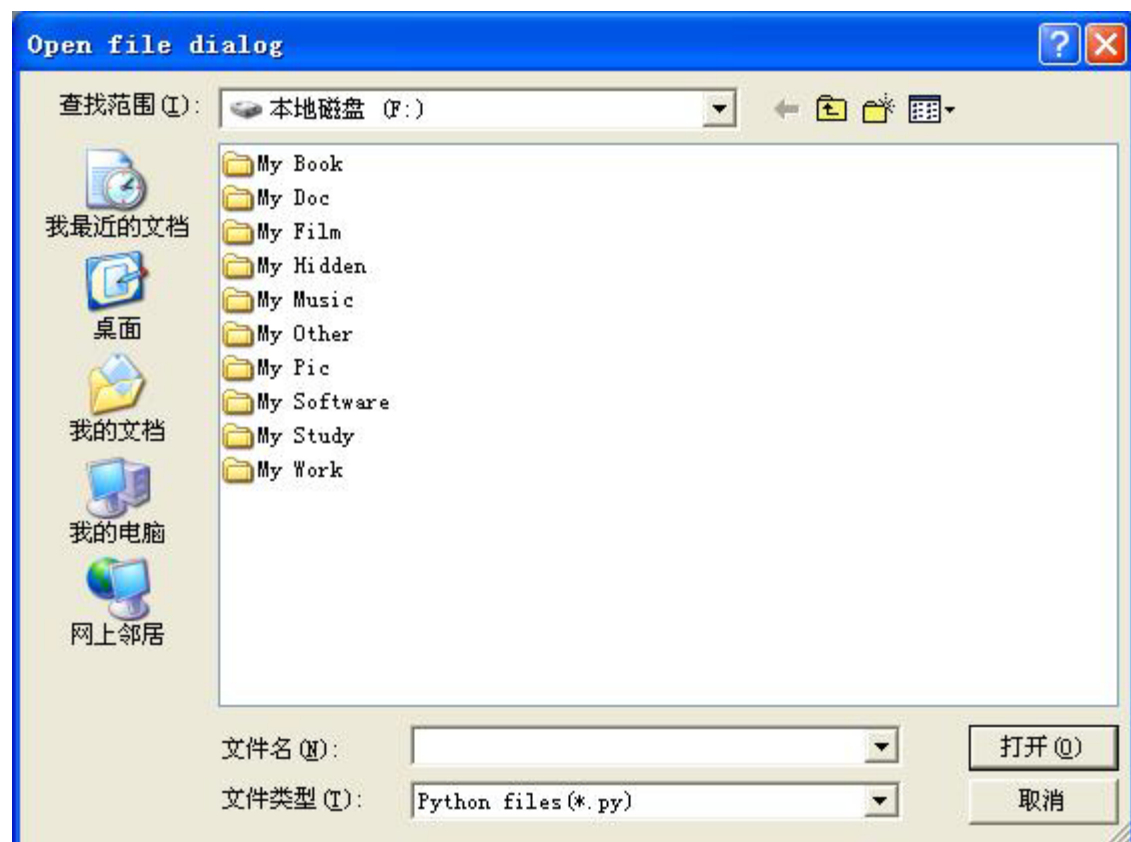 Open file dialog
查找范围(I):
本地磁盘 (F:)
我最近的文档
桌面
我的文档
我的电脑
网上邻居
My Book
My Doc
My Film
My Hidden
My Music
My Other
My Pic
My Software
My Study
My Work
文件名(N):
打开(O)
文件类型(T):
Python files(*.py)
取消